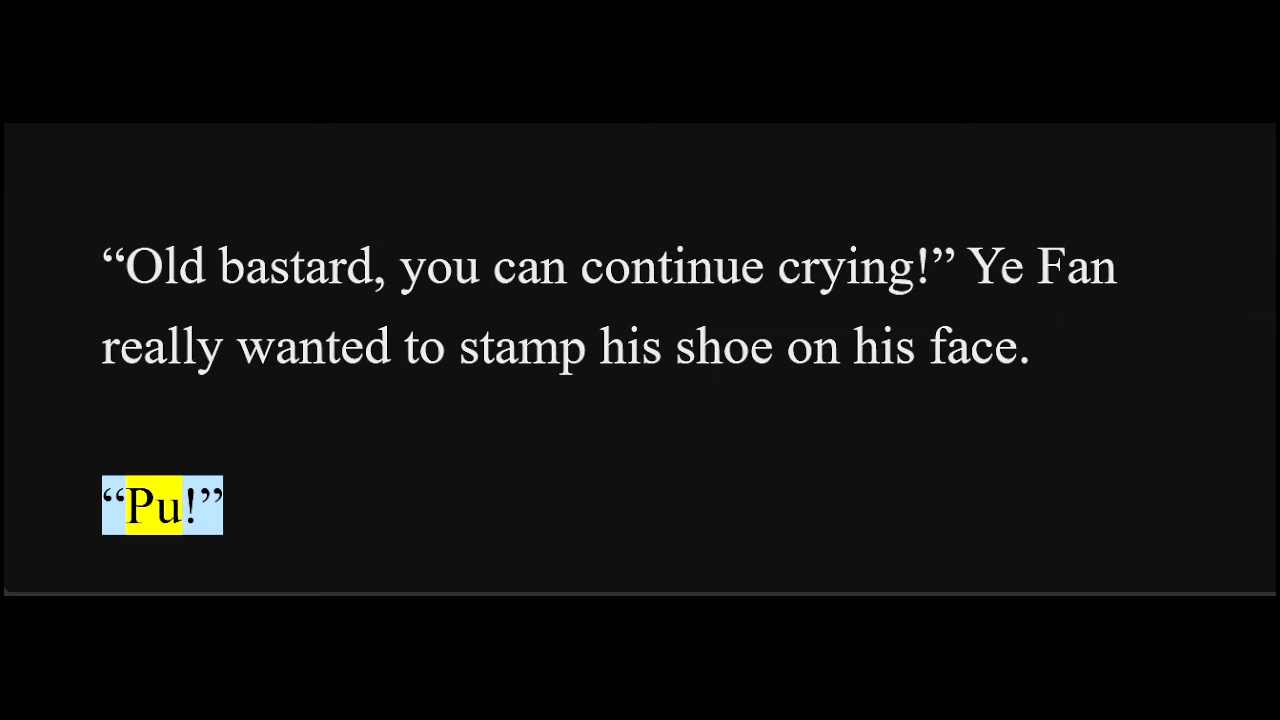 “Old bastard, you can continue crying!” Ye Fan
really wanted to stamp his shoe on his face.
“Pu!”